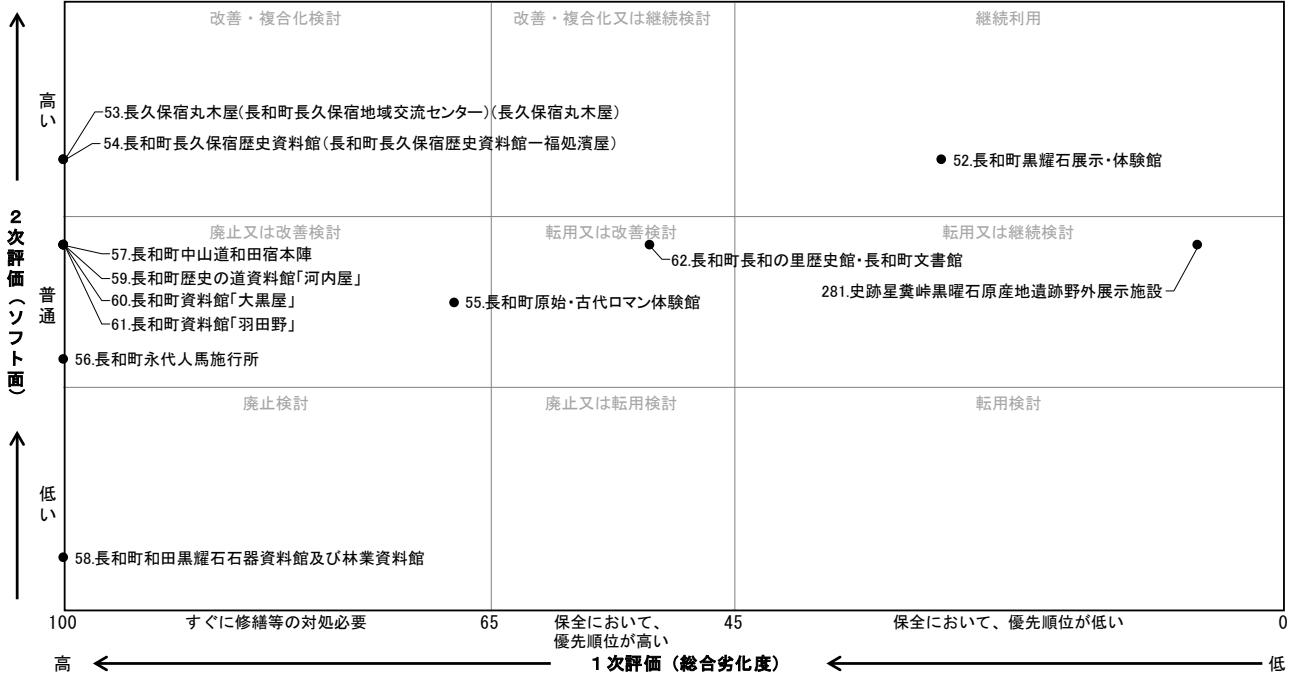 改善・複合化検討
改善・複合化又は継続検討
継続利用
高い
53.長久保宿丸木屋(長和町長久保宿地域交流センター)(長久保宿丸木屋)
54.長和町長久保宿歴史資料館(長和町長久保宿歴史資料館一福処濱屋)
52.長和町黒耀石展示・体験館
2次評価(ソフト面)
廃止又は改善検討
転用又は改善検討
転用又は継続検討
普通
57.長和町中山道和田宿本陣
59.長和町歴史の道資料館「河内屋」
60.長和町資料館「大黒屋」
61.長和町資料館「羽田野」
62.長和町長和の里歴史館・長和町文書館
281.史跡星糞峠黒曜石原産地遺跡野外展示施設
55.長和町原始・古代ロマン体験館
56.長和町永代人馬施行所
廃止検討
廃止又は転用検討
転用検討
低い
58.長和町和田黒耀石石器資料館及び林業資料館
100
すぐに修繕等の対処必要
65
保全において、
優先順位が高い
45
保全において、優先順位が低い
0
高
1次評価(総合劣化度)
低